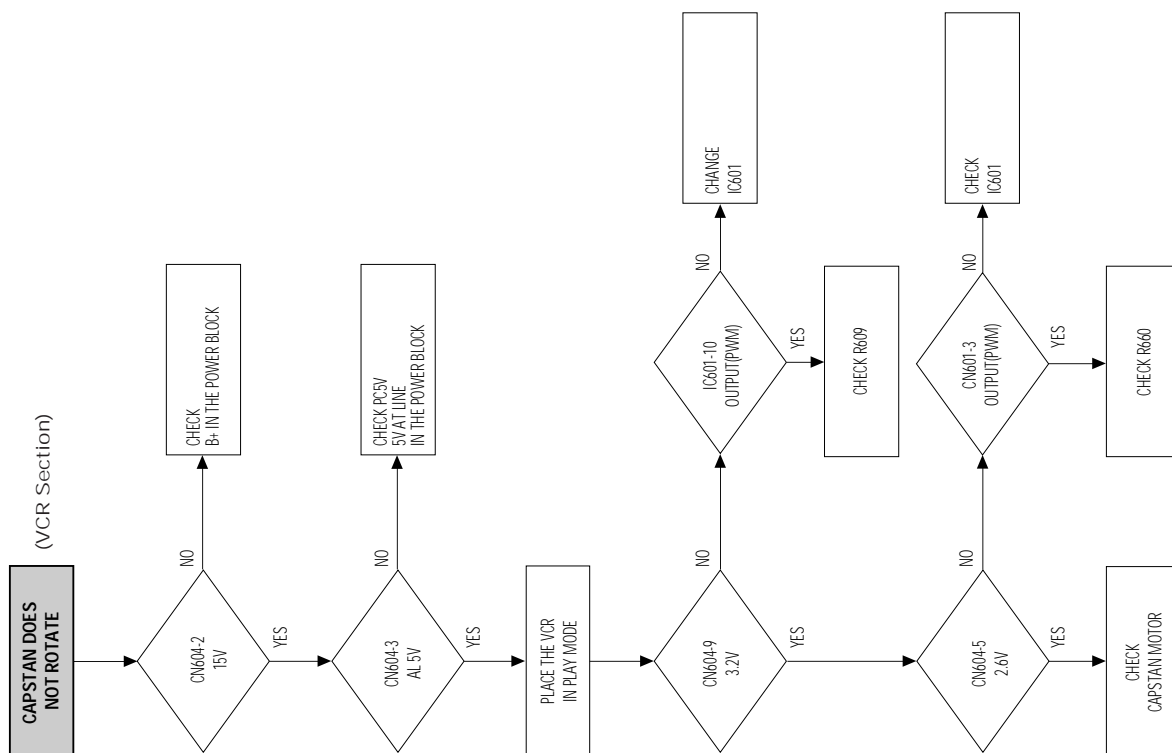 CAPSTAN DOES
NOT ROTATE
(VCR Section)
CN604-2
15V
NO
CHECK
B+ IN THE POWER BLOCK
YES
CN604-3
AL 5V
NO
CHECK PC5V
5V AT LINE
IN THE POWER BLOCK
YES
PLACE THE VCR
IN PLAY MODE
CN604-9
3.2V
NO
IC601-10
OUTPUT(PWM)
NO
CHANGE
IC601
YES
CHECK R609
YES
CN604-5
2.6V
NO
CN601-3
OUTPUT(PWM)
NO
CHECK
IC601
YES
CHECK R660
YES
CHECK
CAPSTAN MOTOR